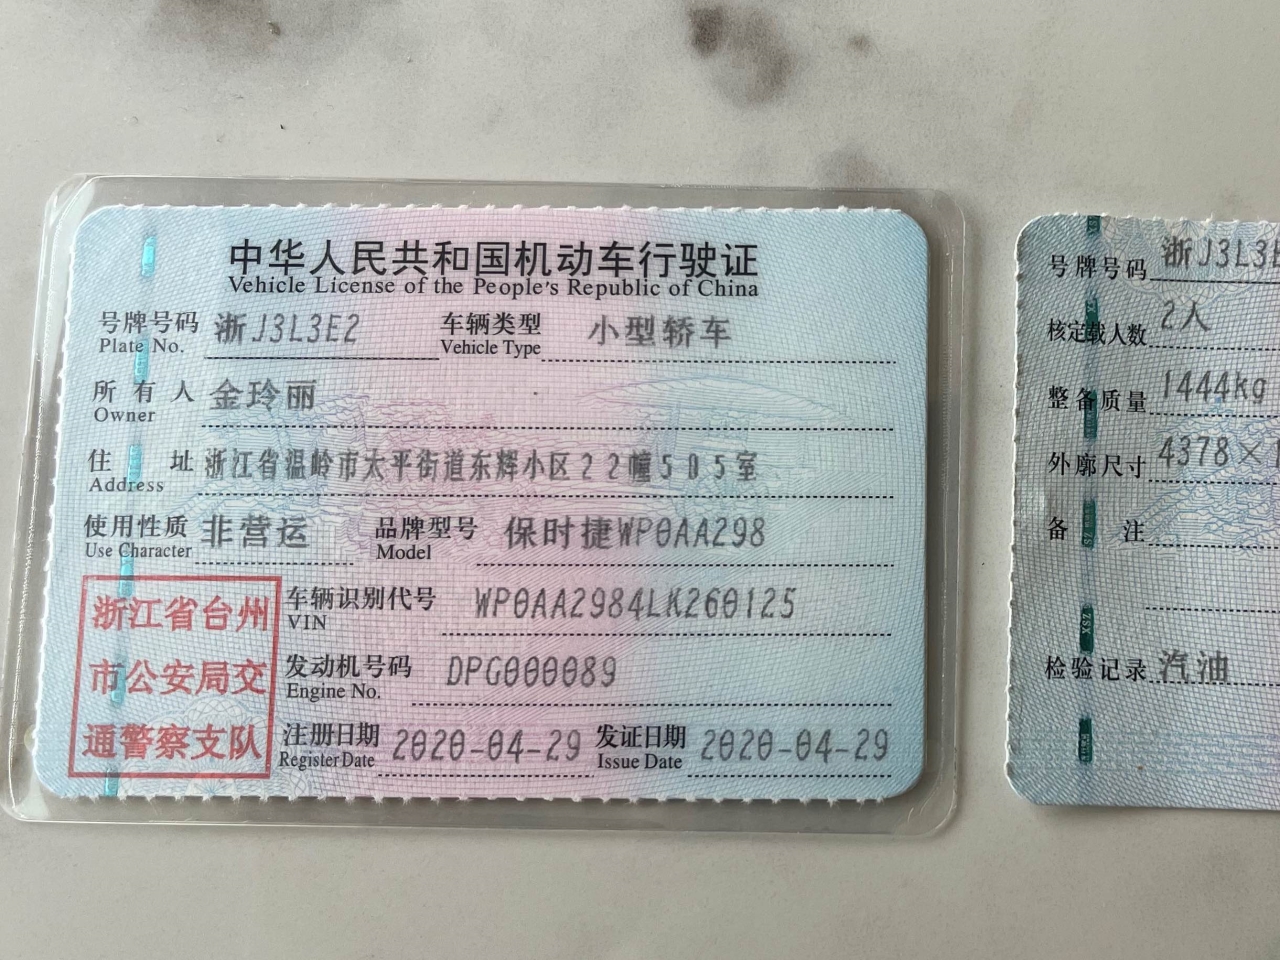 中华人民共和国机动车行驶证
Vehicle License of the People's Republic of China
号牌号码 浙J3L3E2 车辆类型 小型轿车
Plate No. Vehicle Type
所有人 金玲丽
Owner
住址 浙江省温岭市太平街道东辉小区22幢505室
Address
使用性质 非营运 品牌型号 保时捷WP0AA298
Use Character Model
浙江省台州
市公安局交
通警察支队
车辆识别代号 WP0AA2984LK260125
VIN
发动机号码 DPG000089
Engine No.
注册日期 2020-04-29 发证日期 2020-04-29
Register Date Issue Date
号牌号码 浙J3L3E
核定载人数 2人
整备质量 1444kg
外廓尺寸 4378×1
备注
检验记录 汽油